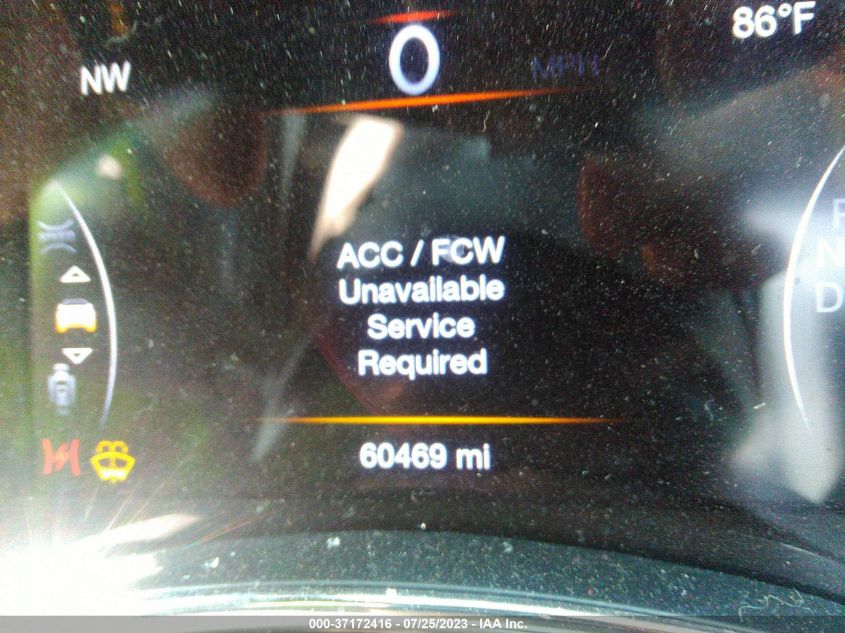 86°F
0 MPH
NW
ACC / FCW
Unavailable
Service
Required
N
D
60469 mi
000-37172416 - 07/25/2023 - IAA Inc.